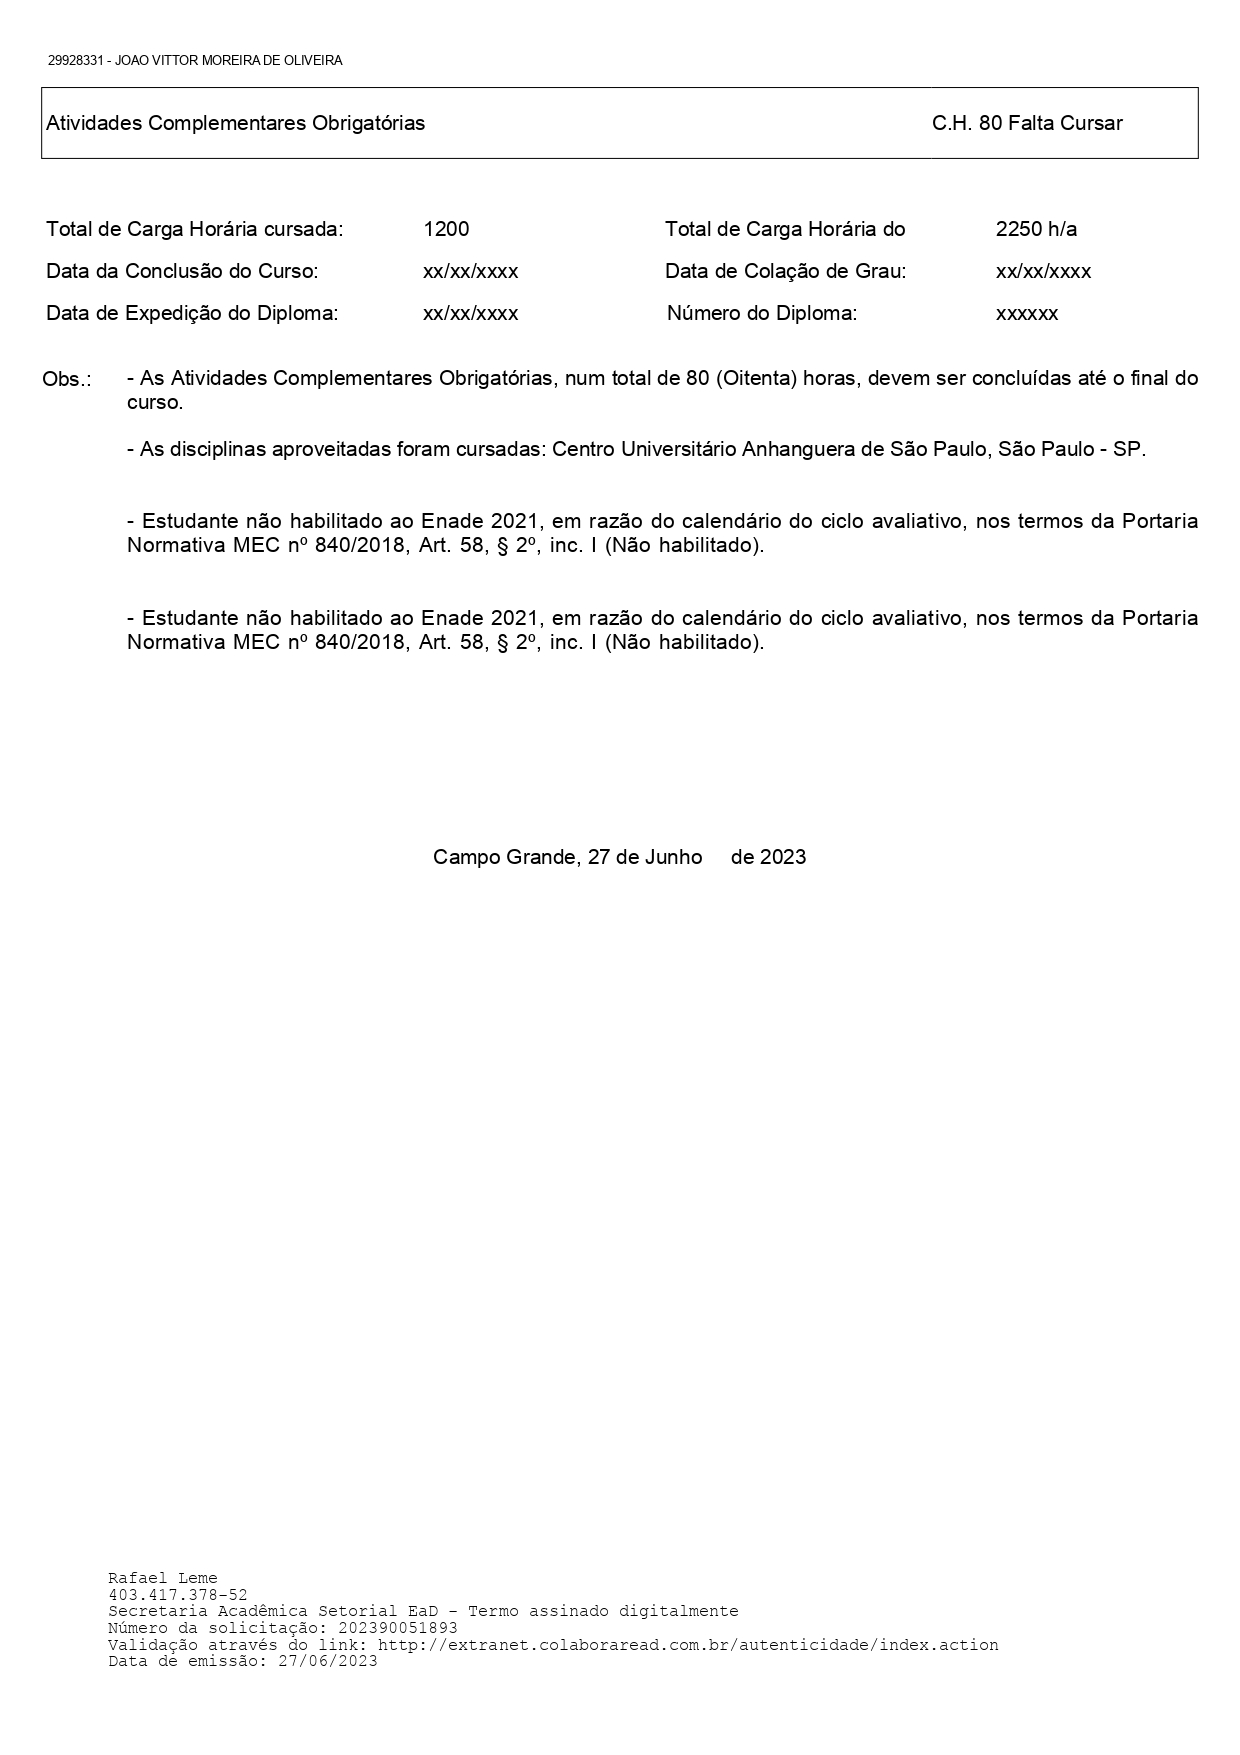 29928331 - JOAO VITTOR MOREIRA DE OLIVEIRA
Atividades Complementares Obrigatórias C.H. 80 Falta Cursar
Total de Carga Horária cursada: 1200 Total de Carga Horária do 2250 h/a
Data da Conclusão do Curso: xx/xx/xxxx Data de Colação de Grau: xx/xx/xxxx
Data de Expedição do Diploma: xx/xx/xxxx Número do Diploma: xxxxxx
Obs.: - As Atividades Complementares Obrigatórias, num total de 80 (Oitenta) horas, devem ser concluídas até o final do
curso.
- As disciplinas aproveitadas foram cursadas: Centro Universitário Anhanguera de São Paulo, São Paulo - SP.
- Estudante não habilitado ao Enade 2021, em razão do calendário do ciclo avaliativo, nos termos da Portaria
Normativa MEC nº 840/2018, Art. 58, § 2º, inc. I (Não habilitado).
- Estudante não habilitado ao Enade 2021, em razão do calendário do ciclo avaliativo, nos termos da Portaria
Normativa MEC nº 840/2018, Art. 58, § 2º, inc. I (Não habilitado).
Campo Grande, 27 de Junho de 2023
Rafael Leme
403.417.378-52
Secretaria Acadêmica Setorial EaD - Termo assinado digitalmente
Número da solicitação: 202390051893
Validação através do link: http://extranet.colaboraread.com.br/autenticidade/index.action
Data de emissão: 27/06/2023